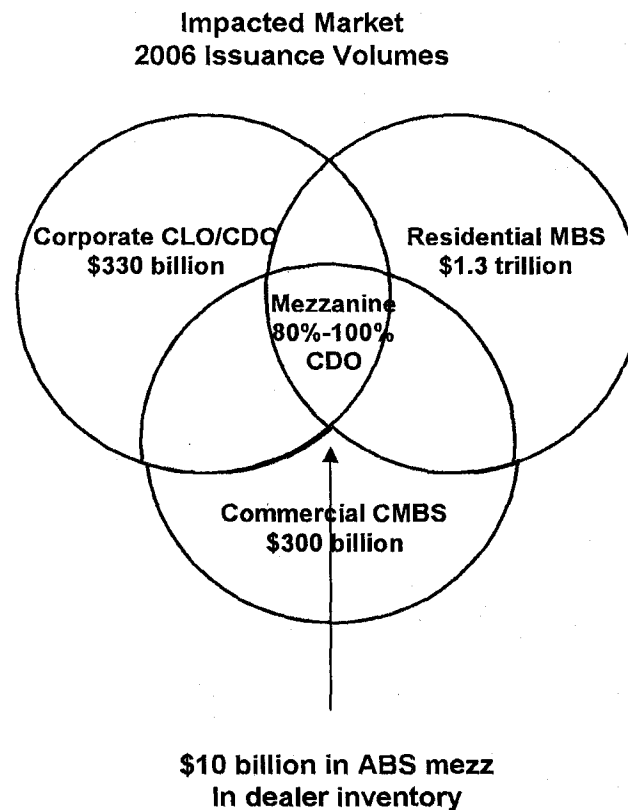 Impacted Market
2006 Issuance Volumes
Corporate CLO/CDO
$330 billion
Residential MBS
$1.3 trillion
Mezzanine
80%-100%
CDO
Commercial CMBS
$300 billion
$10 billion in ABS mezz
In dealer inventory